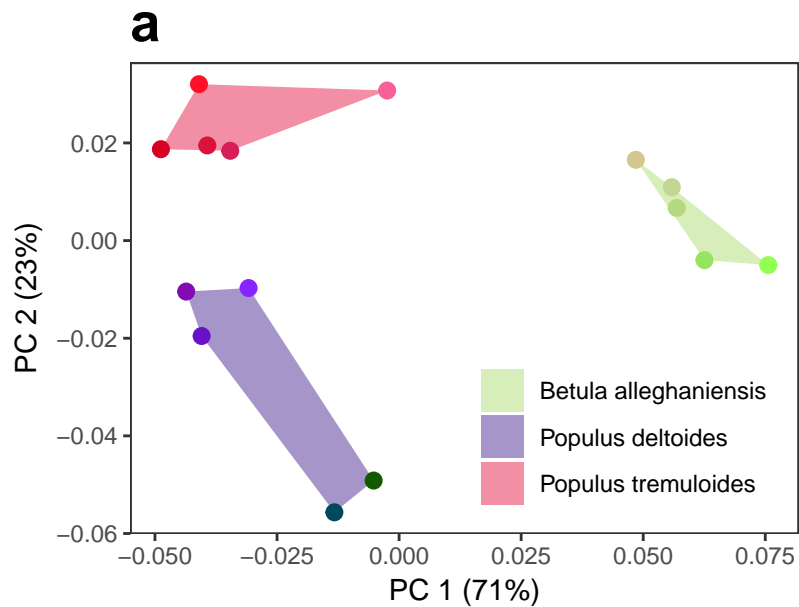 a
0.02
0.00
−0.02
−0.04
−0.06
PC 2 (23%)
Betula alleghaniensis
Populus deltoides
Populus tremuloides
−0.050
−0.025
0.000
0.025
0.050
0.075
PC 1 (71%)